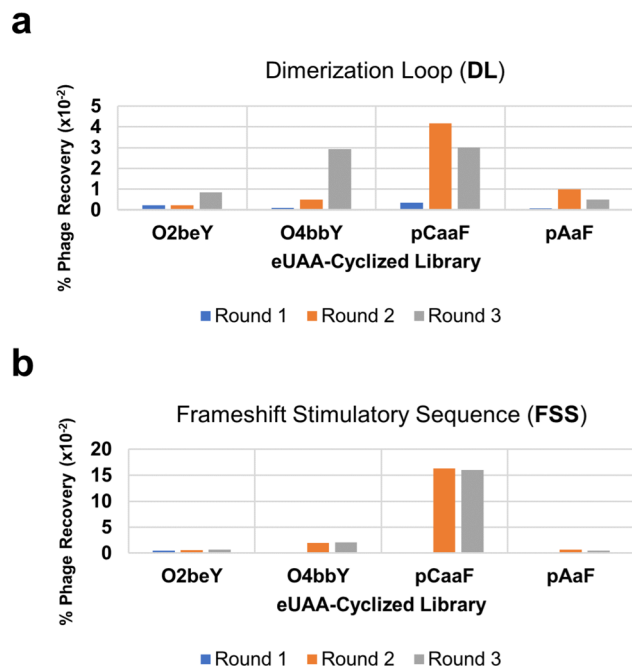 a
Dimerization Loop (DL)
% Phage Recovery (x10-2)
5
4
3
2
1
0
O2beY O4bbY pCaaF pAaF
eUAA-Cyclized Library
Round 1 Round 2 Round 3
b
Frameshift Stimulatory Sequence (FSS)
% Phage Recovery (x10-2)
20
15
10
5
0
O2beY O4bbY pCaaF pAaF
eUAA-Cyclized Library
Round 1 Round 2 Round 3